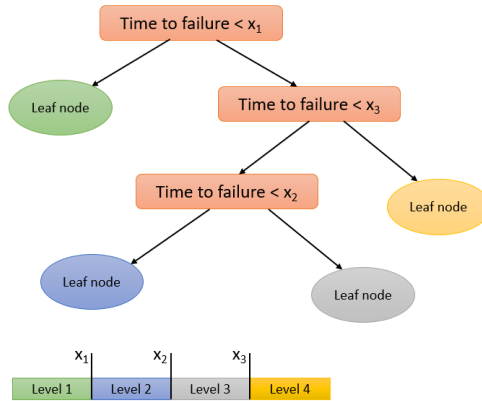 Time to failure < x₁
Leaf node
Time to failure < x₃
Time to failure < x₂
Leaf node
Leaf node
Leaf node
x₁ x₂ x₃
Level 1 Level 2 Level 3 Level 4